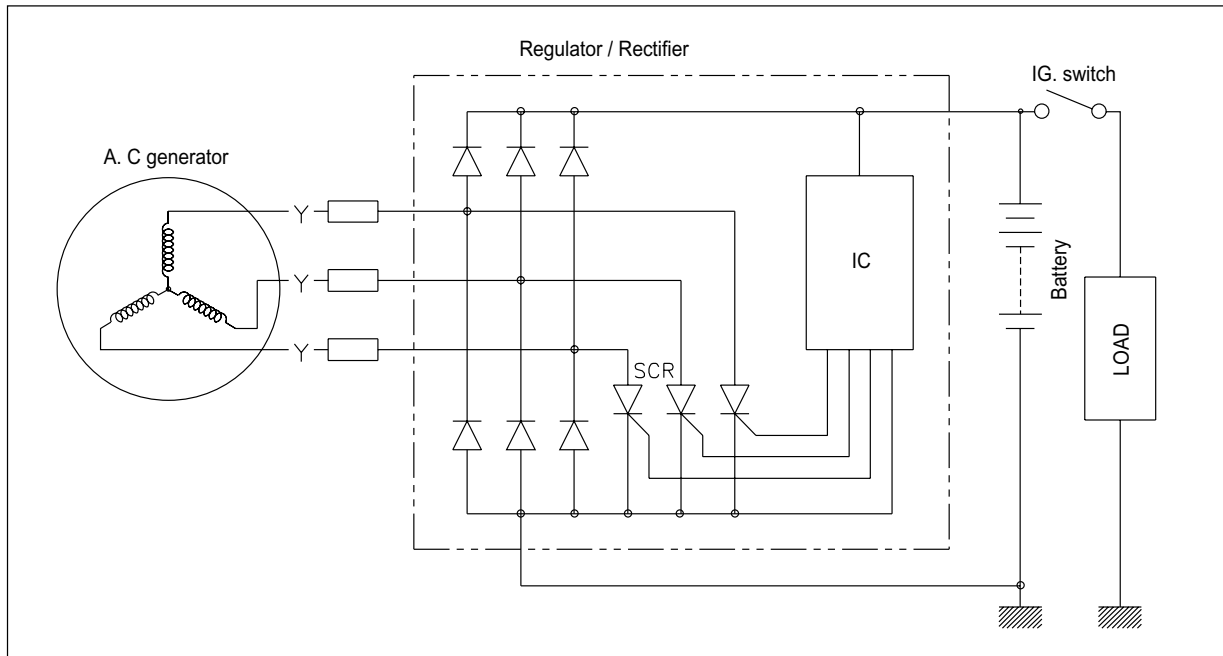 Regulator / Rectifier
IG. switch
A. C generator
Y
Y
Y
IC
SCR
Battery
LOAD